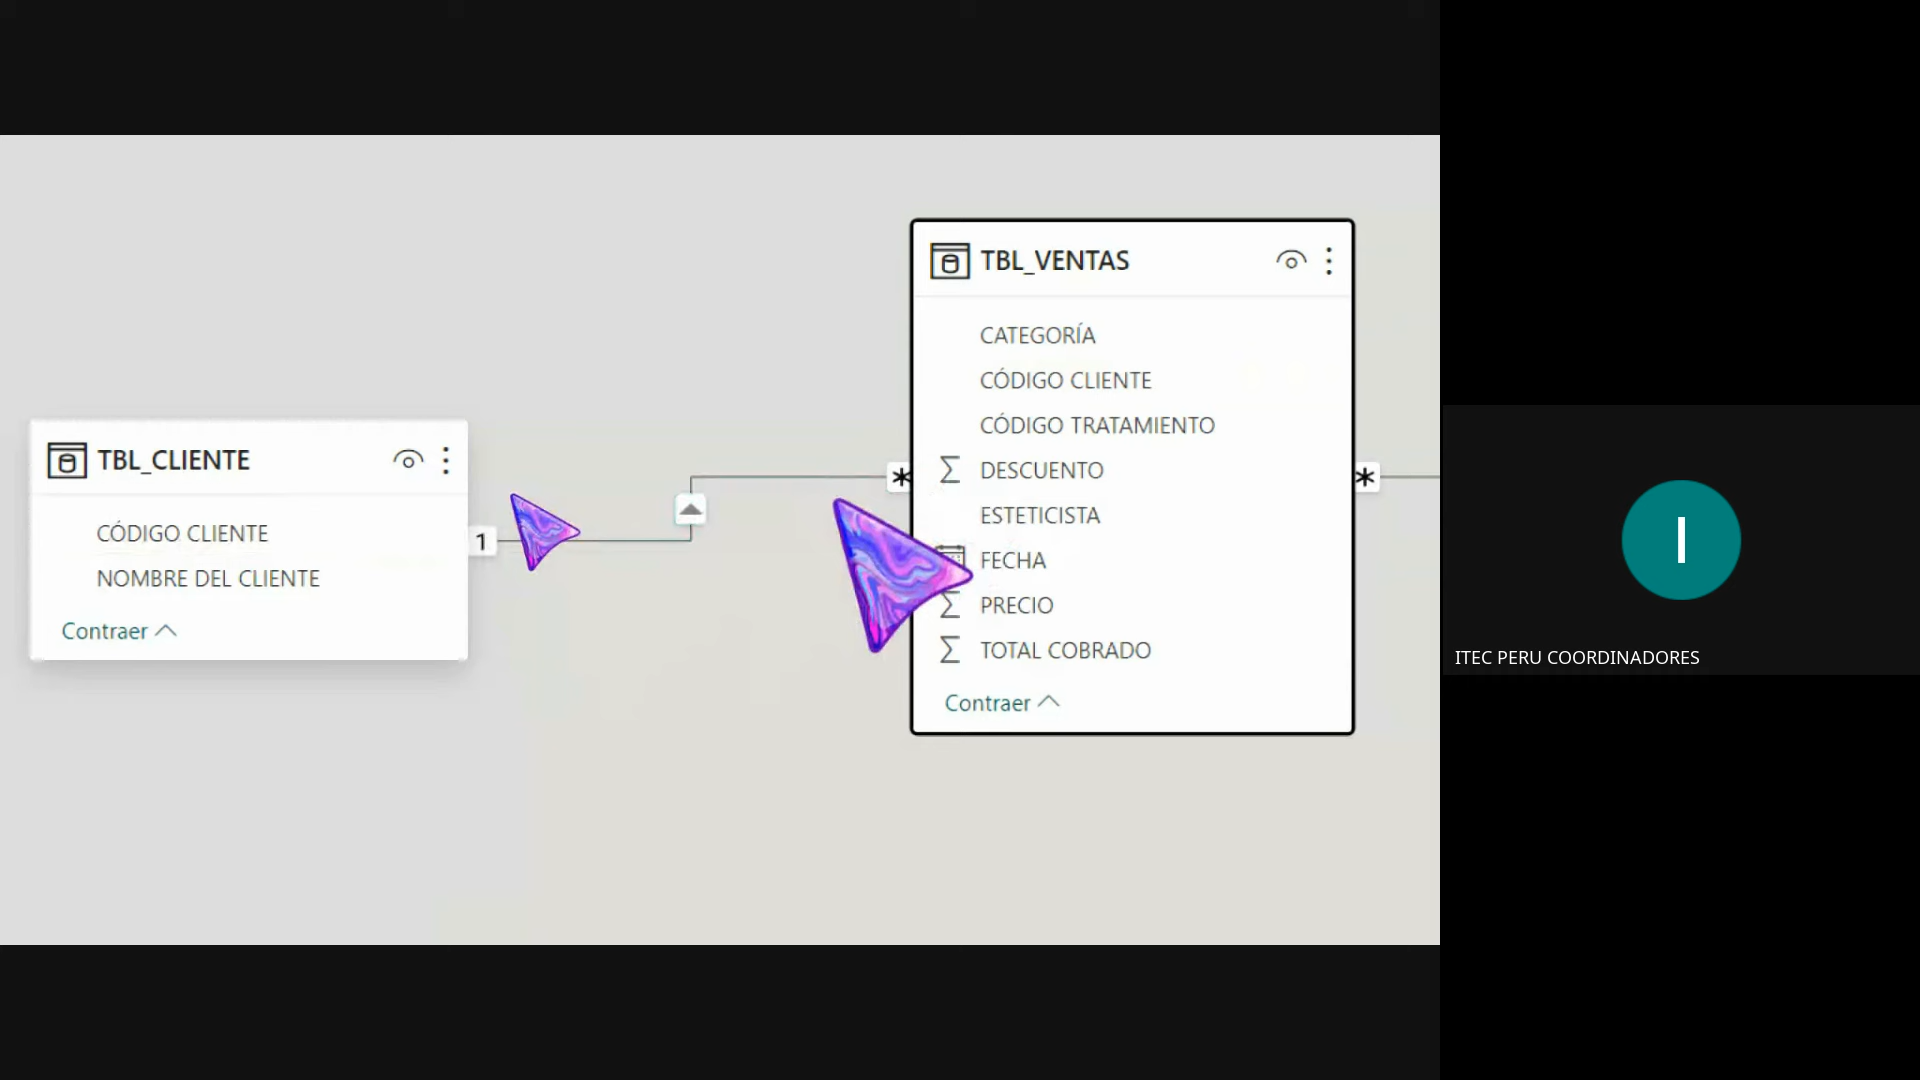 TBL_CLIENTE
CÓDIGO CLIENTE
NOMBRE DEL CLIENTE
Contraer
1
*
TBL_VENTAS
CATEGORÍA
CÓDIGO CLIENTE
CÓDIGO TRATAMIENTO
Σ DESCUENTO
ESTETICISTA
FECHA
Σ PRECIO
Σ TOTAL COBRADO
Contraer
*
I
ITEC PERU COORDINADORES